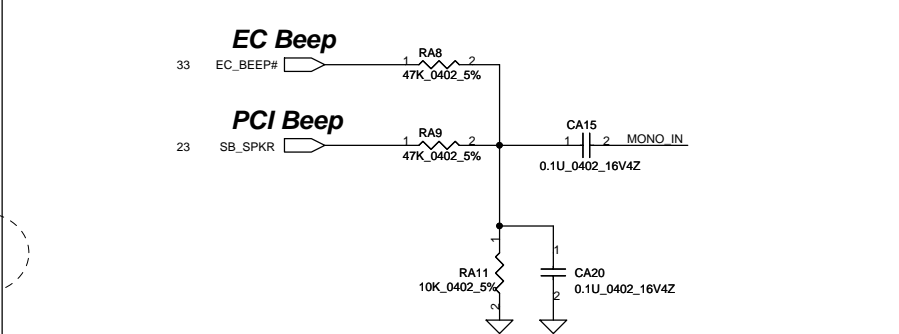 EC Beep
33 EC_BEEP#
1 RA8 2
47K_0402_5%
PCI Beep
23 SB_SPKR
1 RA9 2
47K_0402_5%
CA15
1 2 MONO_IN
0.1U_0402_16V4Z
1
RA11
10K_0402_5%
2
1
CA20
0.1U_0402_16V4Z
2